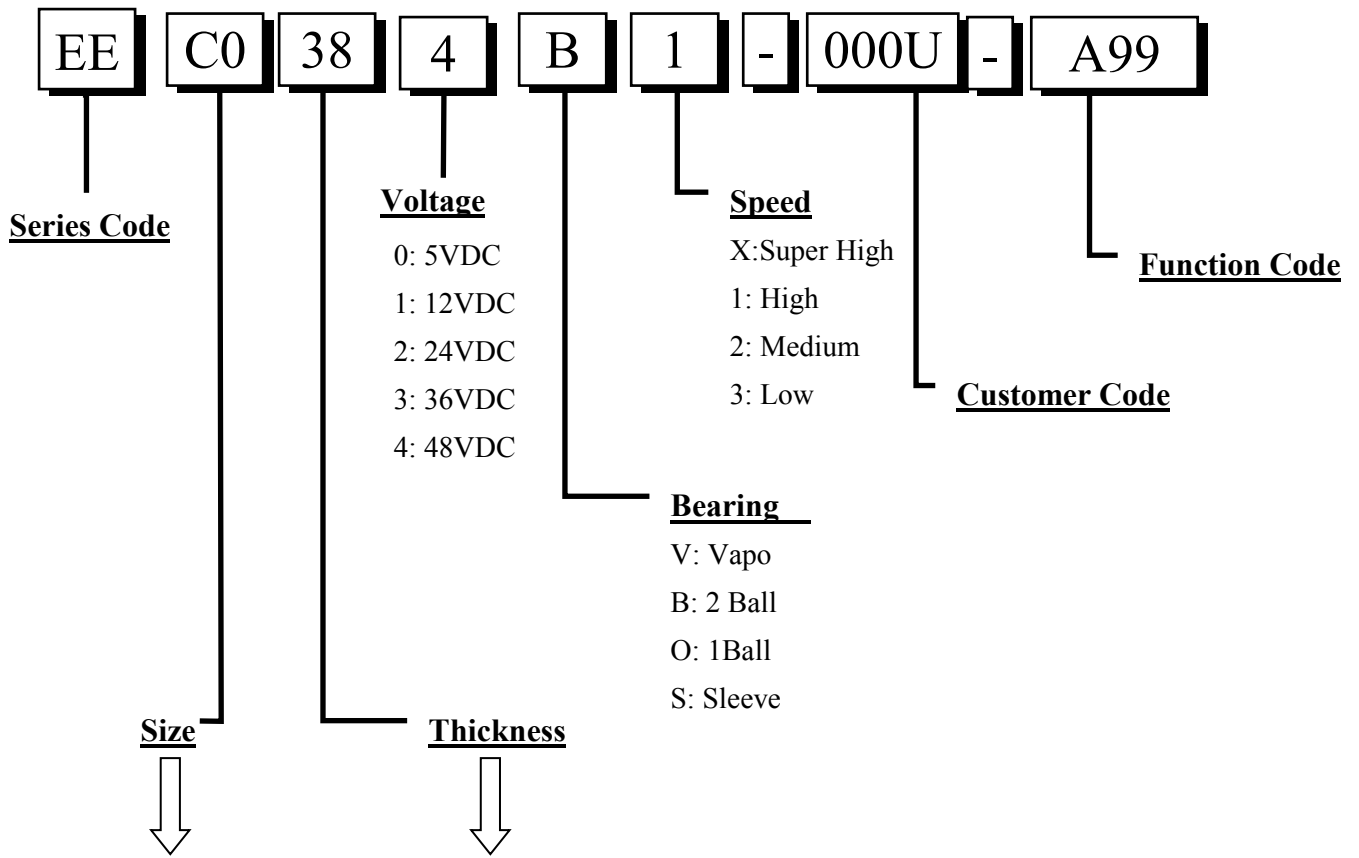 EE C0 38 4 B 1 - 000U - A99
Series Code
Voltage
0: 5VDC
1: 12VDC
2: 24VDC
3: 36VDC
4: 48VDC
Speed
X:Super High
1: High
2: Medium
3: Low
Function Code
Customer Code
Bearing
V: Vapo
B: 2 Ball
O: 1Ball
S: Sleeve
Size
Thickness